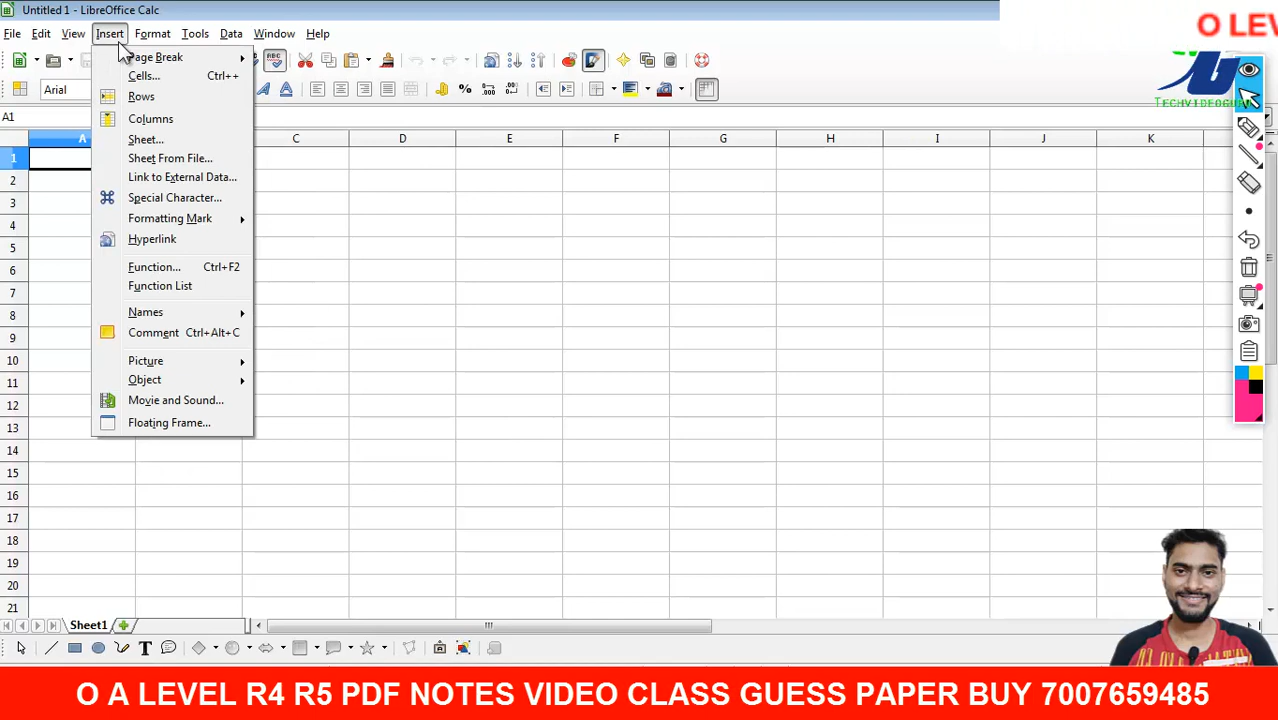 Untitled 1 - LibreOffice Calc
O LEV
File Edit View Insert Format Tools Data Window Help
Page Break
Cells... Ctrl++
Arial
Rows
TECHVIDEOGU
A1
Columns
A C D E F G H I J K
Sheet...
1
Sheet From File...
2
Link to External Data...
3
Special Character...
4
Formatting Mark
5
Hyperlink
6
Function... Ctrl+F2
7
Function List
8
Names
9
Comment Ctrl+Alt+C
10
Picture
11
Object
12
Movie and Sound...
13
Floating Frame...
14
15
16
17
18
19
20
21
Sheet1
O A LEVEL R4 R5 PDF NOTES VIDEO CLASS GUESS PAPER BUY 7007659485